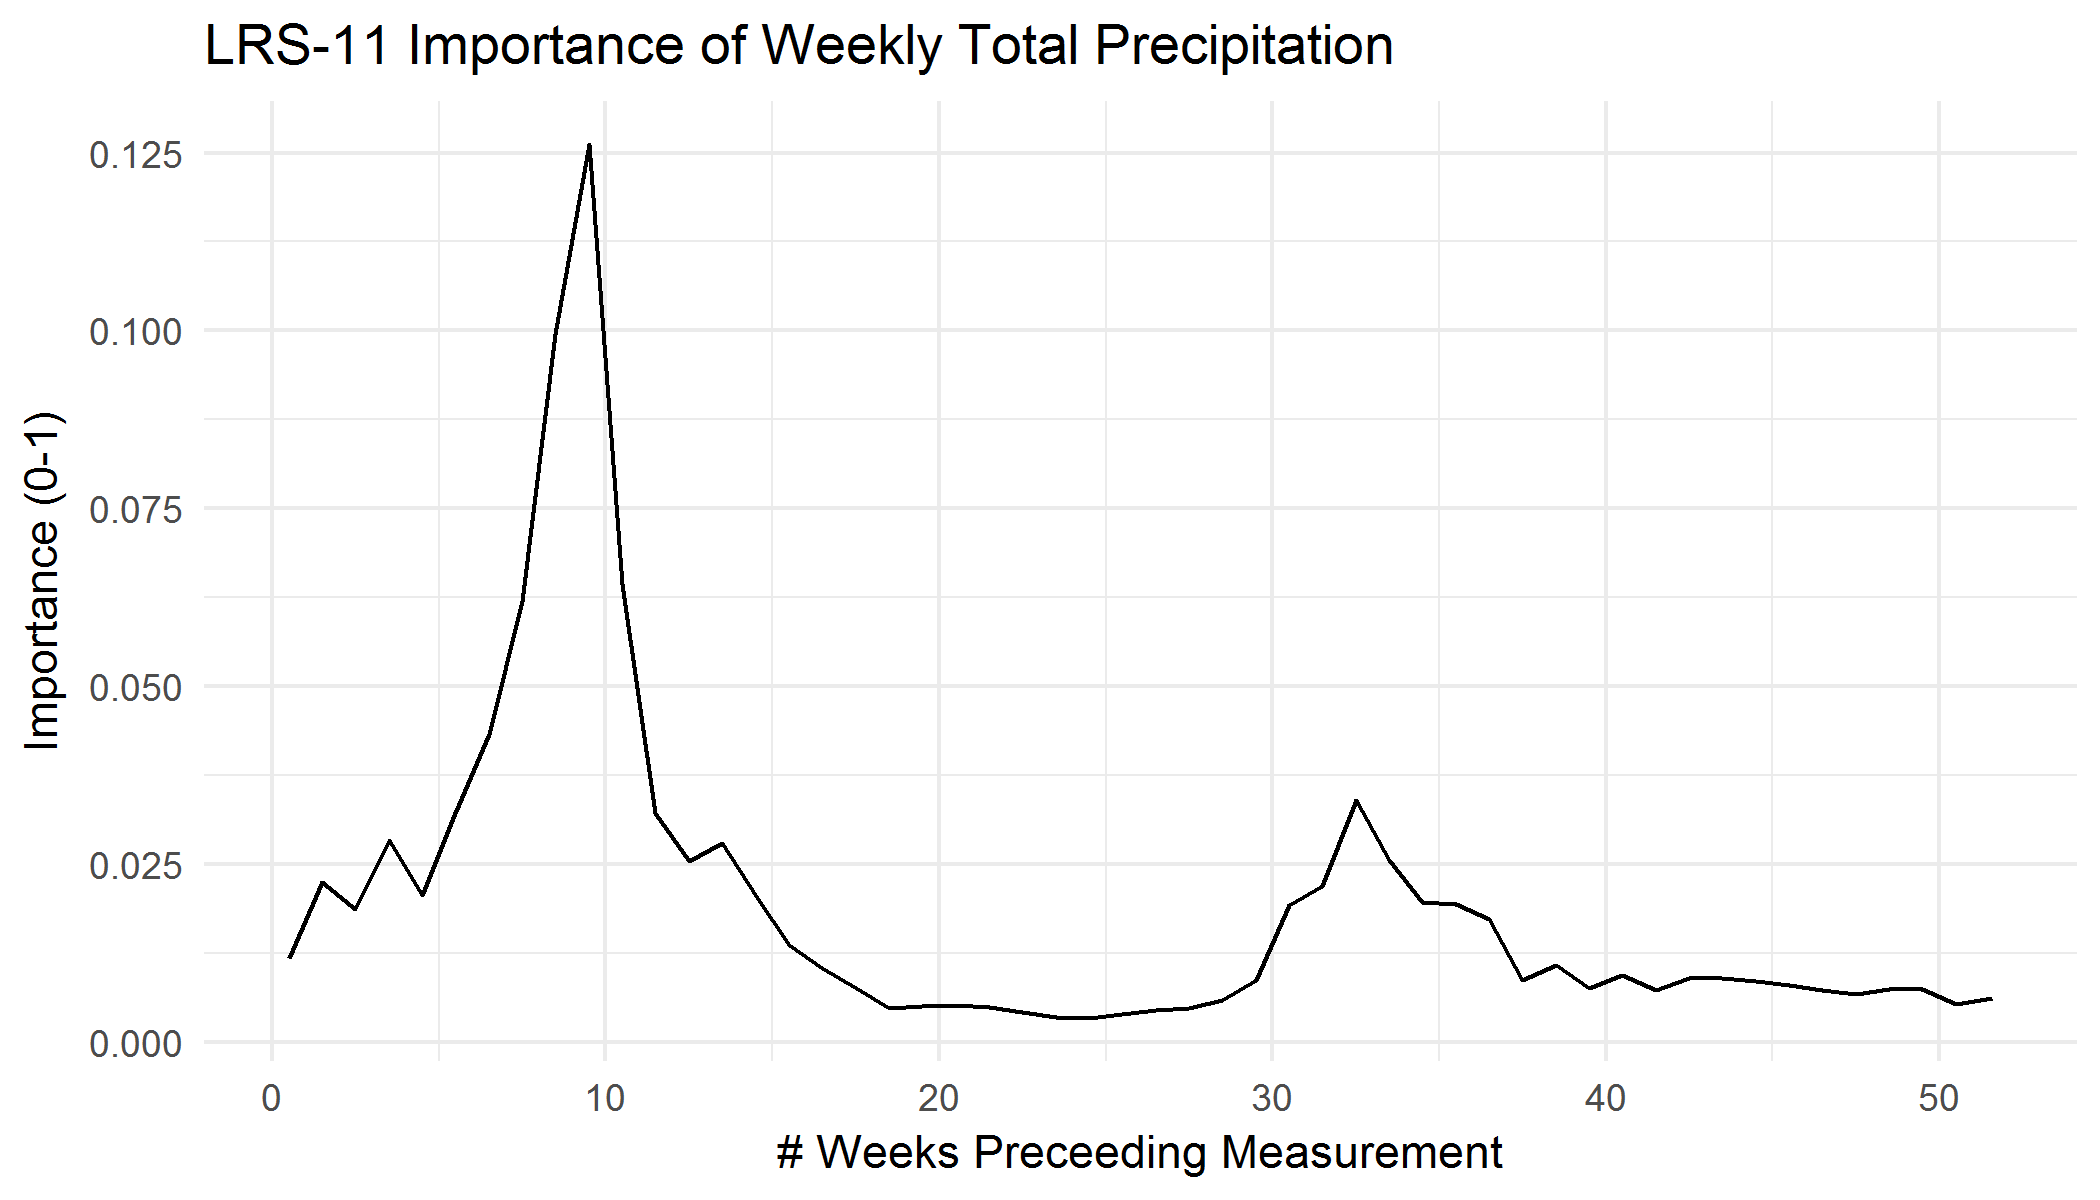 LRS-11 Importance of Weekly Total Precipitation
0.125
0.100
0.075
0.050
0.025
0.000
Importance (0-1)
0 10 20 30 40 50
# Weeks Preceeding Measurement